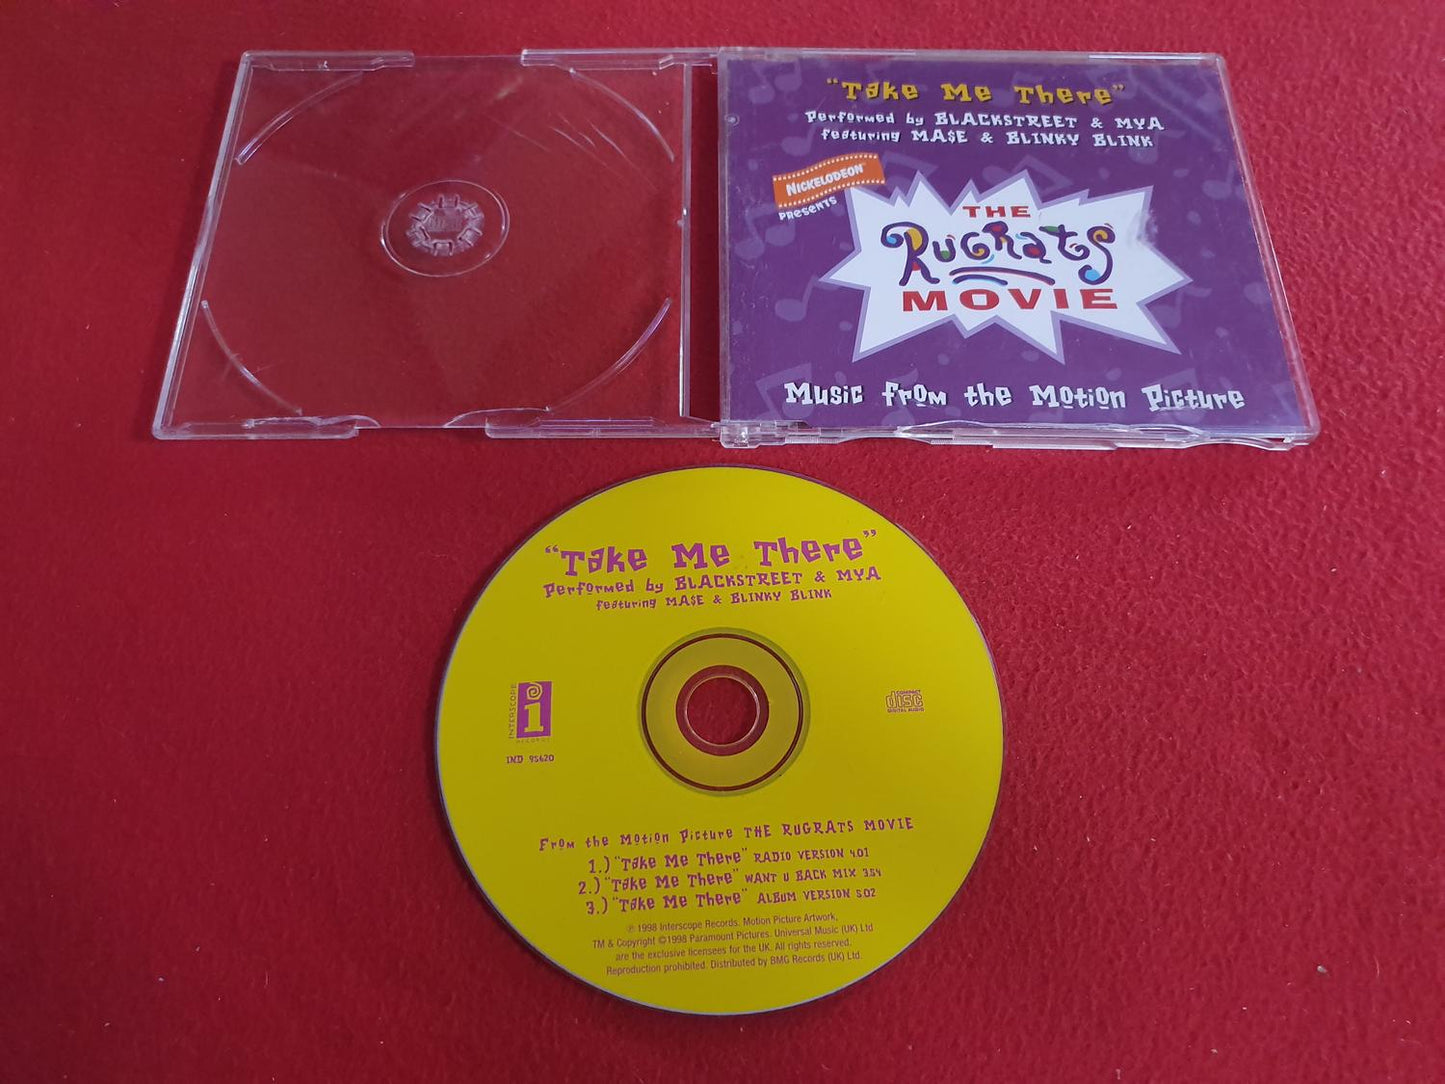 "Take Me There"
Performed by BLACKSTREET & MYA
featuring MA$E & BLINKY BLINK
NICKELODEON
PRESENTS
THE
RUGRATS
MOVIE
Music from the Motion Picture
"Take Me There"
Performed by BLACKSTREET & MYA
featuring MA$E & BLINKY BLINK
INTERSCOPE
RECORDS
i
IND 95620
COMPACT
disc
DIGITAL AUDIO
From the Motion Picture THE RUGRATS MOVIE
1.) "Take Me There" RADIO VERSION 4.01
2.) "Take Me There" WANT U BACK MIX 3.54
3.) "Take Me There" ALBUM VERSION 5.02
℗ 1998 Interscope Records. Motion Picture Artwork,
TM & Copyright ©1998 Paramount Pictures. Universal Music (UK) Ltd
are the exclusive licensees for the UK. All rights reserved.
Reproduction prohibited. Distributed by BMG Records (UK) Ltd.